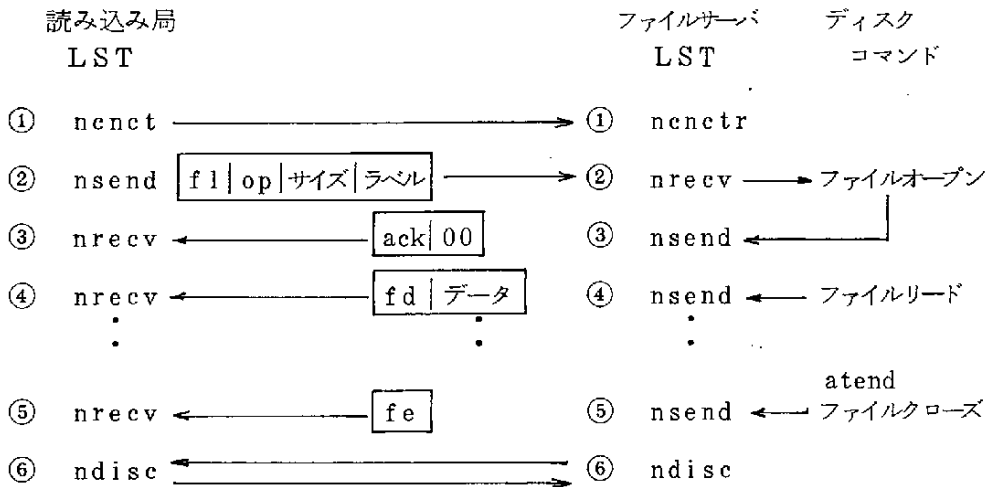 読み込み局 ファイルサーバ ディスク
LST LST コマンド
① ncnct ① ncnctr
② nsend fl op サイズ ラベル ② nrecv ファイルオープン
③ nrecv ack 00 ③ nsend
④ nrecv fd データ ④ nsend ファイルリード
atend
⑤ nrecv fe ⑤ nsend ファイルクローズ
⑥ ndisc ⑥ ndisc